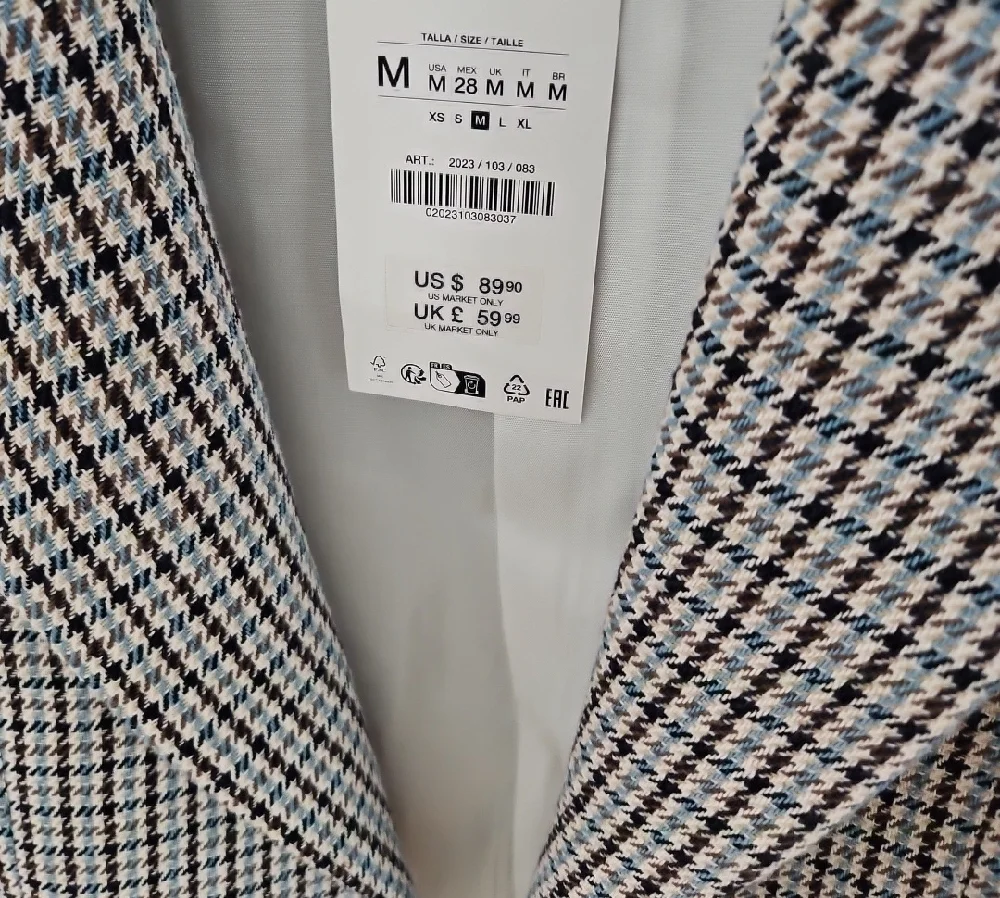 TALLA / SIZE / TAILLE
M USA M MEX 28 UK M IT M BR M
XS S M L XL
ART.: 2023 / 103 / 083
02023103083037
US $ 89 90
US MARKET ONLY
UK £ 59 99
UK MARKET ONLY
22
PAP
EAC